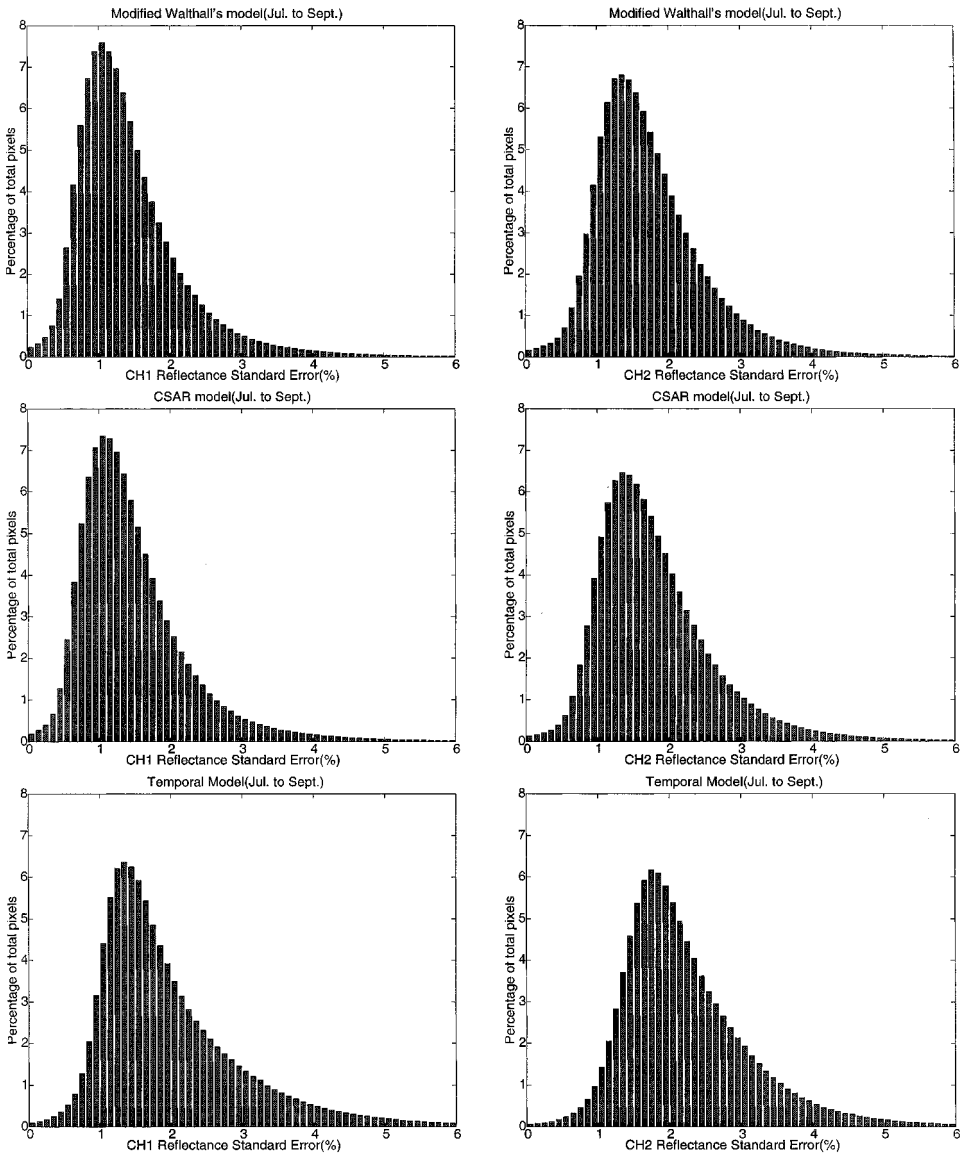 Modified Walthall's model(Jul. to Sept.)
8
7
6
5
4
3
2
1
0
Percentage of total pixels
0 1 2 3 4 5 6
CH1 Reflectance Standard Error(%)
Modified Walthall's model(Jul. to Sept.)
8
7
6
5
4
3
2
1
0
Percentage of total pixels
0 1 2 3 4 5 6
CH2 Reflectance Standard Error(%)
CSAR model(Jul. to Sept.)
8
7
6
5
4
3
2
1
0
Percentage of total pixels
0 1 2 3 4 5 6
CH1 Reflectance Standard Error(%)
CSAR model(Jul. to Sept.)
8
7
6
5
4
3
2
1
0
Percentage of total pixels
0 1 2 3 4 5 6
CH2 Reflectance Standard Error(%)
Temporal Model(Jul. to Sept.)
8
7
6
5
4
3
2
1
0
Percentage of total pixels
0 1 2 3 4 5 6
CH1 Reflectance Standard Error(%)
Temporal Model(Jul. to Sept.)
8
7
6
5
4
3
2
1
0
Percentage of total pixels
0 1 2 3 4 5 6
CH2 Reflectance Standard Error(%)